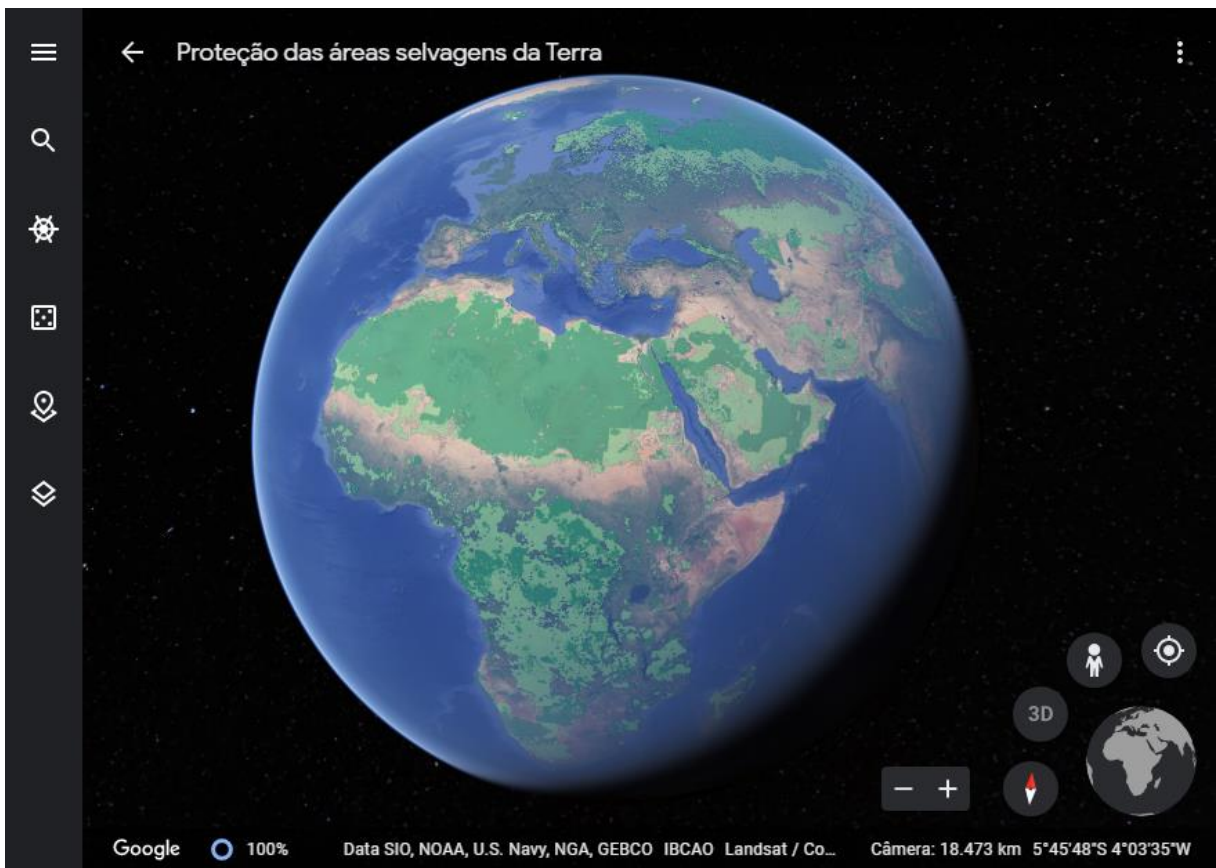 Proteção das áreas selvagens da Terra
3D
Google 100% Data SIO, NOAA, U.S. Navy, NGA, GEBCO IBCAO Landsat / Co... Câmera: 18.473 km 5°45'48"S 4°03'35"W